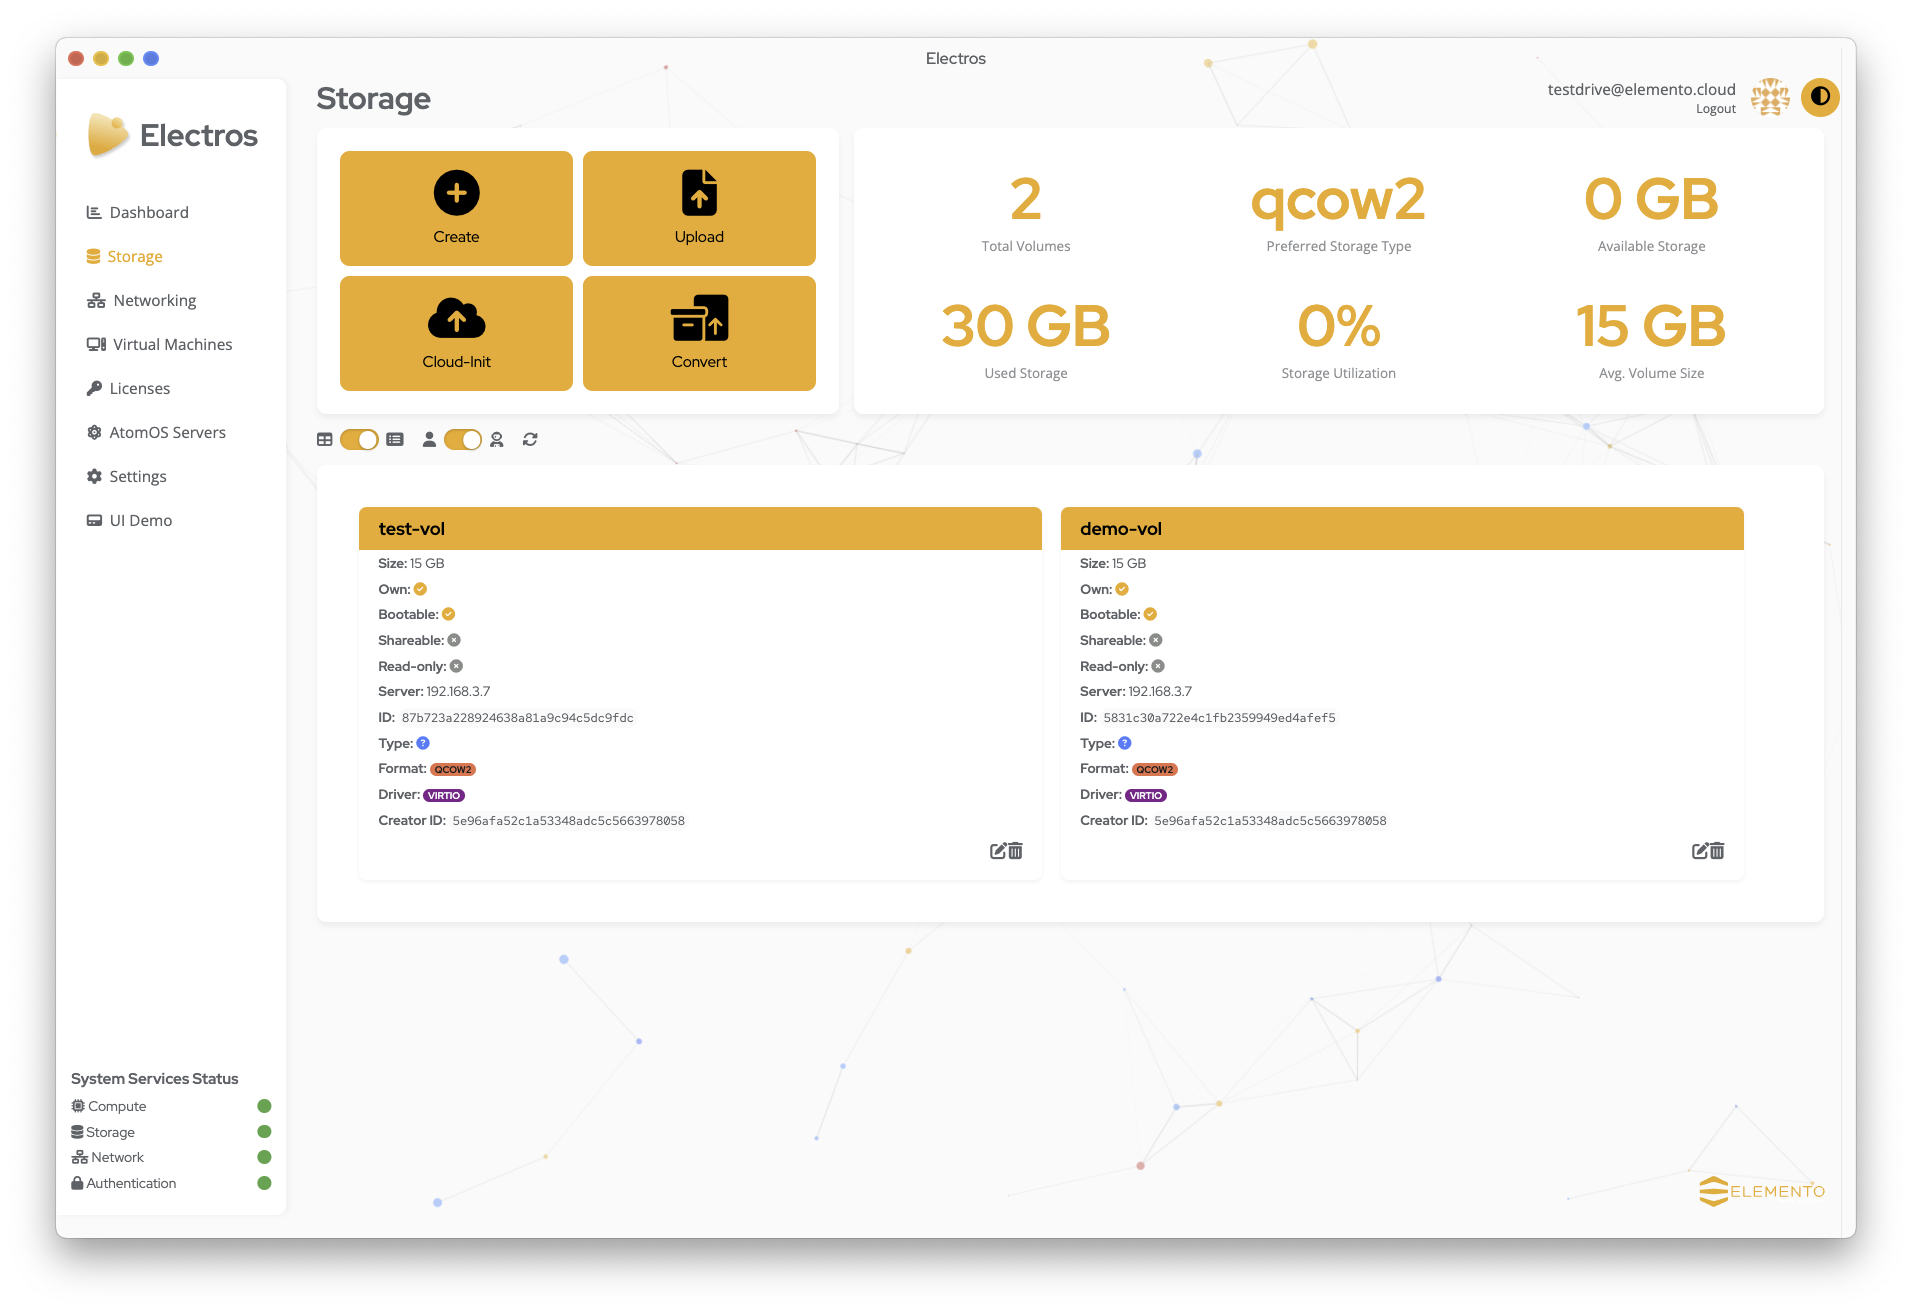 Electros
Storage
testdrive@elemento.cloud
Logout
Electros
Dashboard
Storage
Networking
Virtual Machines
Licenses
AtomOS Servers
Settings
UI Demo
Create
Upload
Cloud-Init
Convert
2
Total Volumes
qcow2
Preferred Storage Type
0 GB
Available Storage
30 GB
Used Storage
0%
Storage Utilization
15 GB
Avg. Volume Size
test-vol
Size: 15 GB
Own:
Bootable:
Shareable:
Read-only:
Server: 192.168.3.7
ID: 87b723a228924638a81a9c94c5dc9fdc
Type: ?
Format: QCOW2
Driver: VIRTIO
Creator ID: 5e96afa52c1a53348adc5c5663978058
demo-vol
Size: 15 GB
Own:
Bootable:
Shareable:
Read-only:
Server: 192.168.3.7
ID: 5831c30a722e4c1fb2359949ed4afef5
Type: ?
Format: QCOW2
Driver: VIRTIO
Creator ID: 5e96afa52c1a53348adc5c5663978058
System Services Status
Compute
Storage
Network
Authentication
ELEMENTO